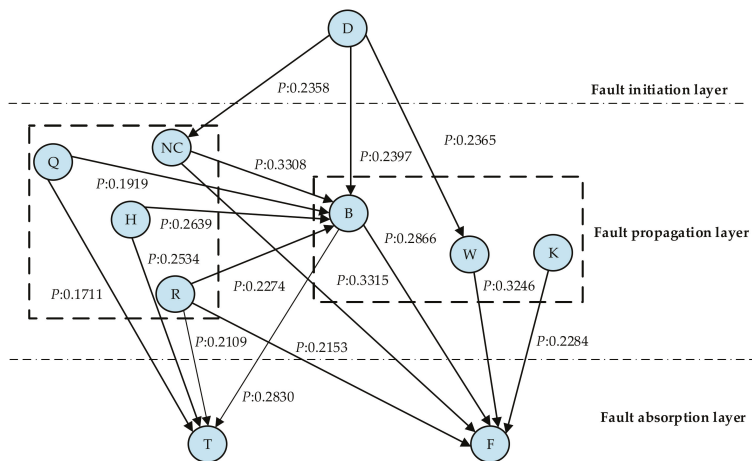 D
P:0.2358
Fault initiation layer
P:0.2365
NC
P:0.2397
Q
P:0.3308
P:0.1919
B
H
P:0.2639
P:0.2866
Fault propagation layer
W
K
P:0.2534
P:0.1711
R
P:0.2274
P:0.3315
P:0.3246
P:0.2109
P:0.2153
P:0.2284
P:0.2830
Fault absorption layer
T
F